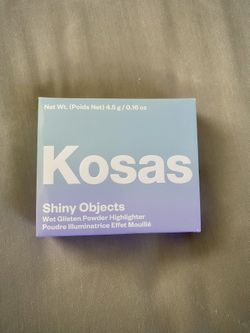 Net Wt. (Poids Net) 4.5 g / 0.16 oz
Kosas
Shiny Objects
Wet Glisten Powder Highlighter
Poudre Illuminatrice Effet Mouillé